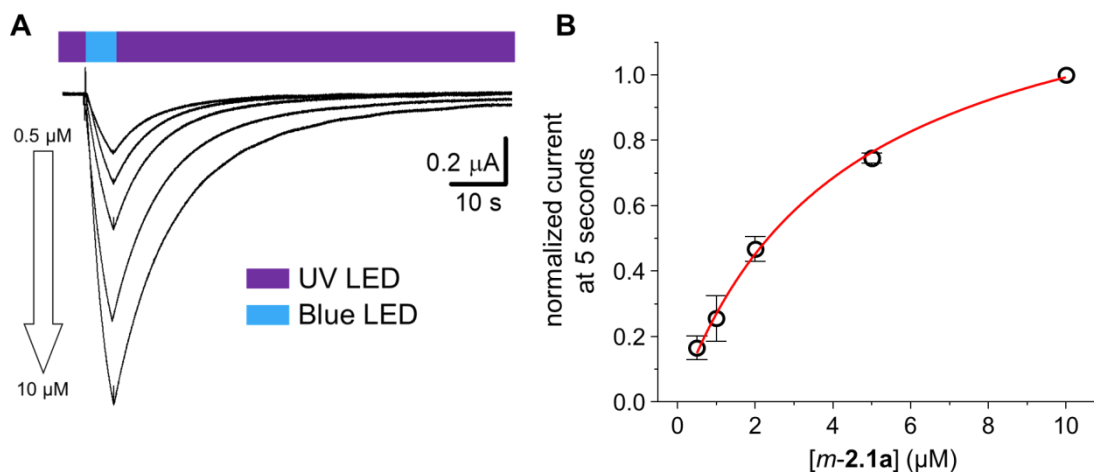 A
0.5 µM
10 µM
0.2 µA
10 s
UV LED
Blue LED
B
normalized current
at 5 seconds
1.0
0.8
0.6
0.4
0.2
0.0
0 2 4 6 8 10
[m-2.1a] (µM)